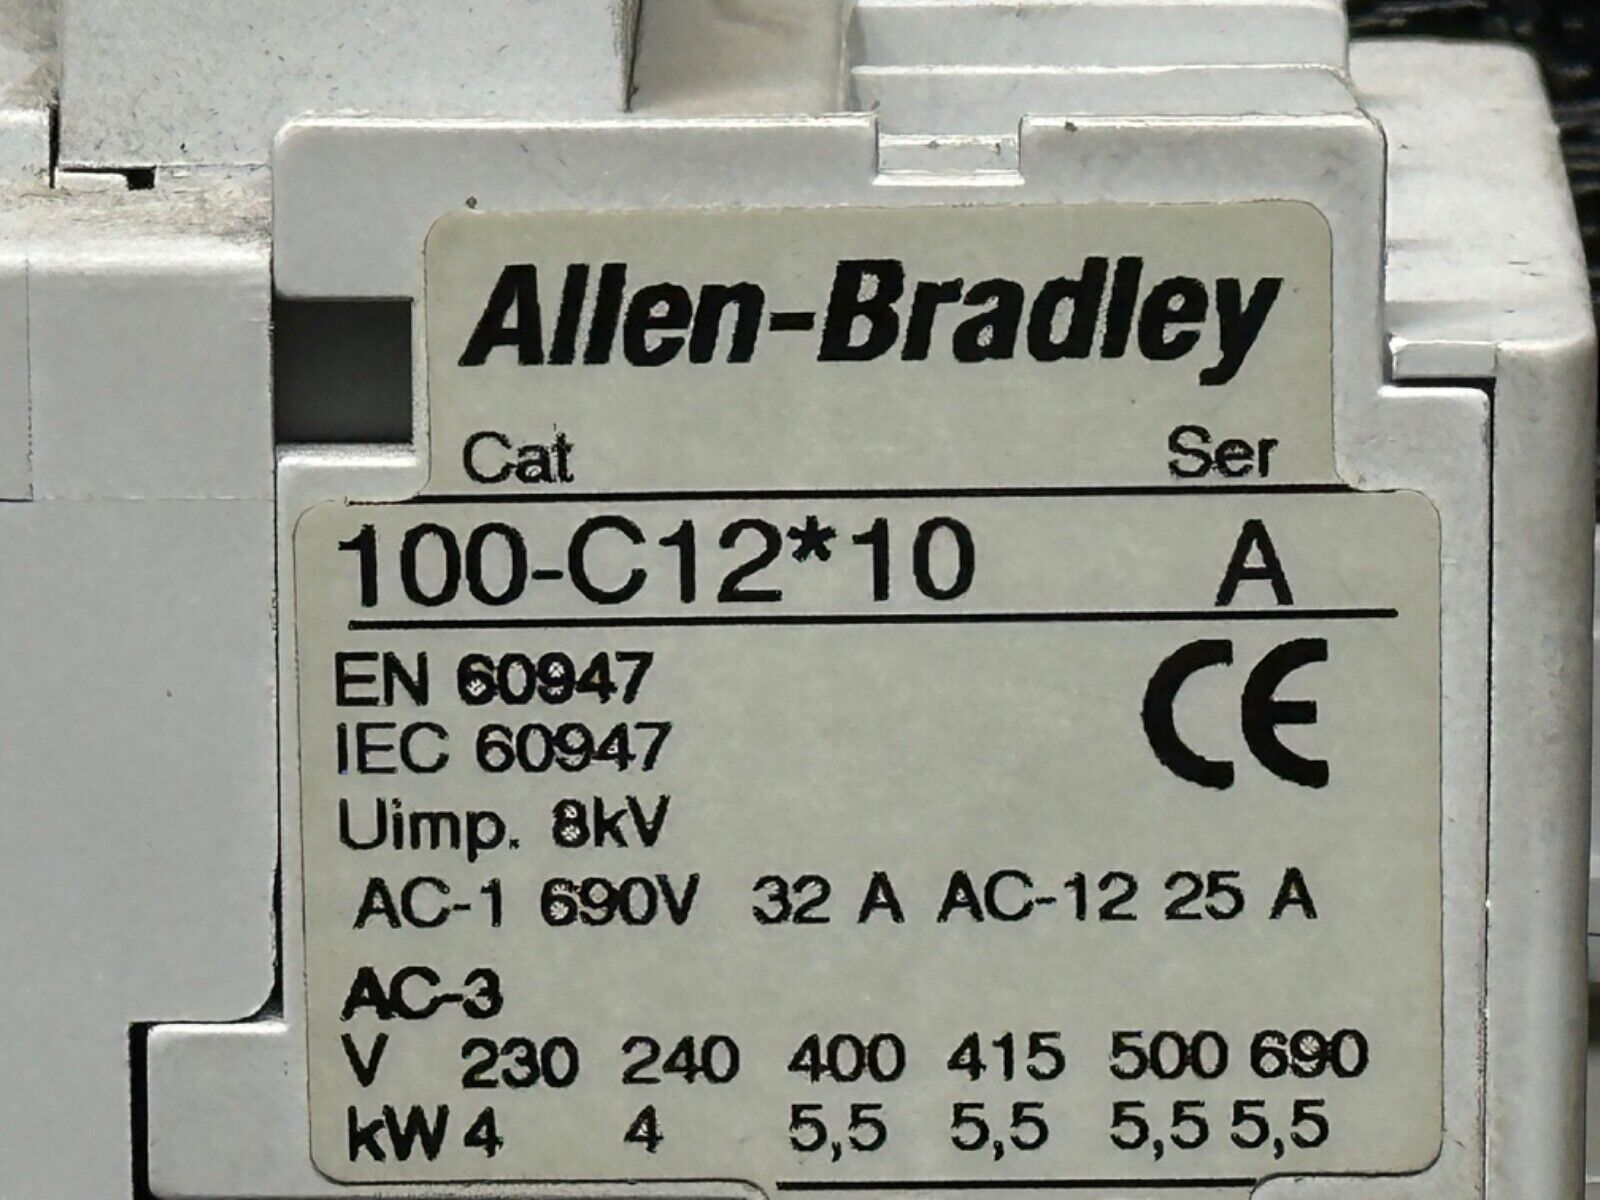 Allen-Bradley
Cat Ser
100-C12*10 A
EN 60947
IEC 60947
CE
Uimp. 8kV
AC-1 690V 32 A AC-12 25 A
AC-3
V 230 240 400 415 500 690
kW 4 4 5,5 5,5 5,5 5,5